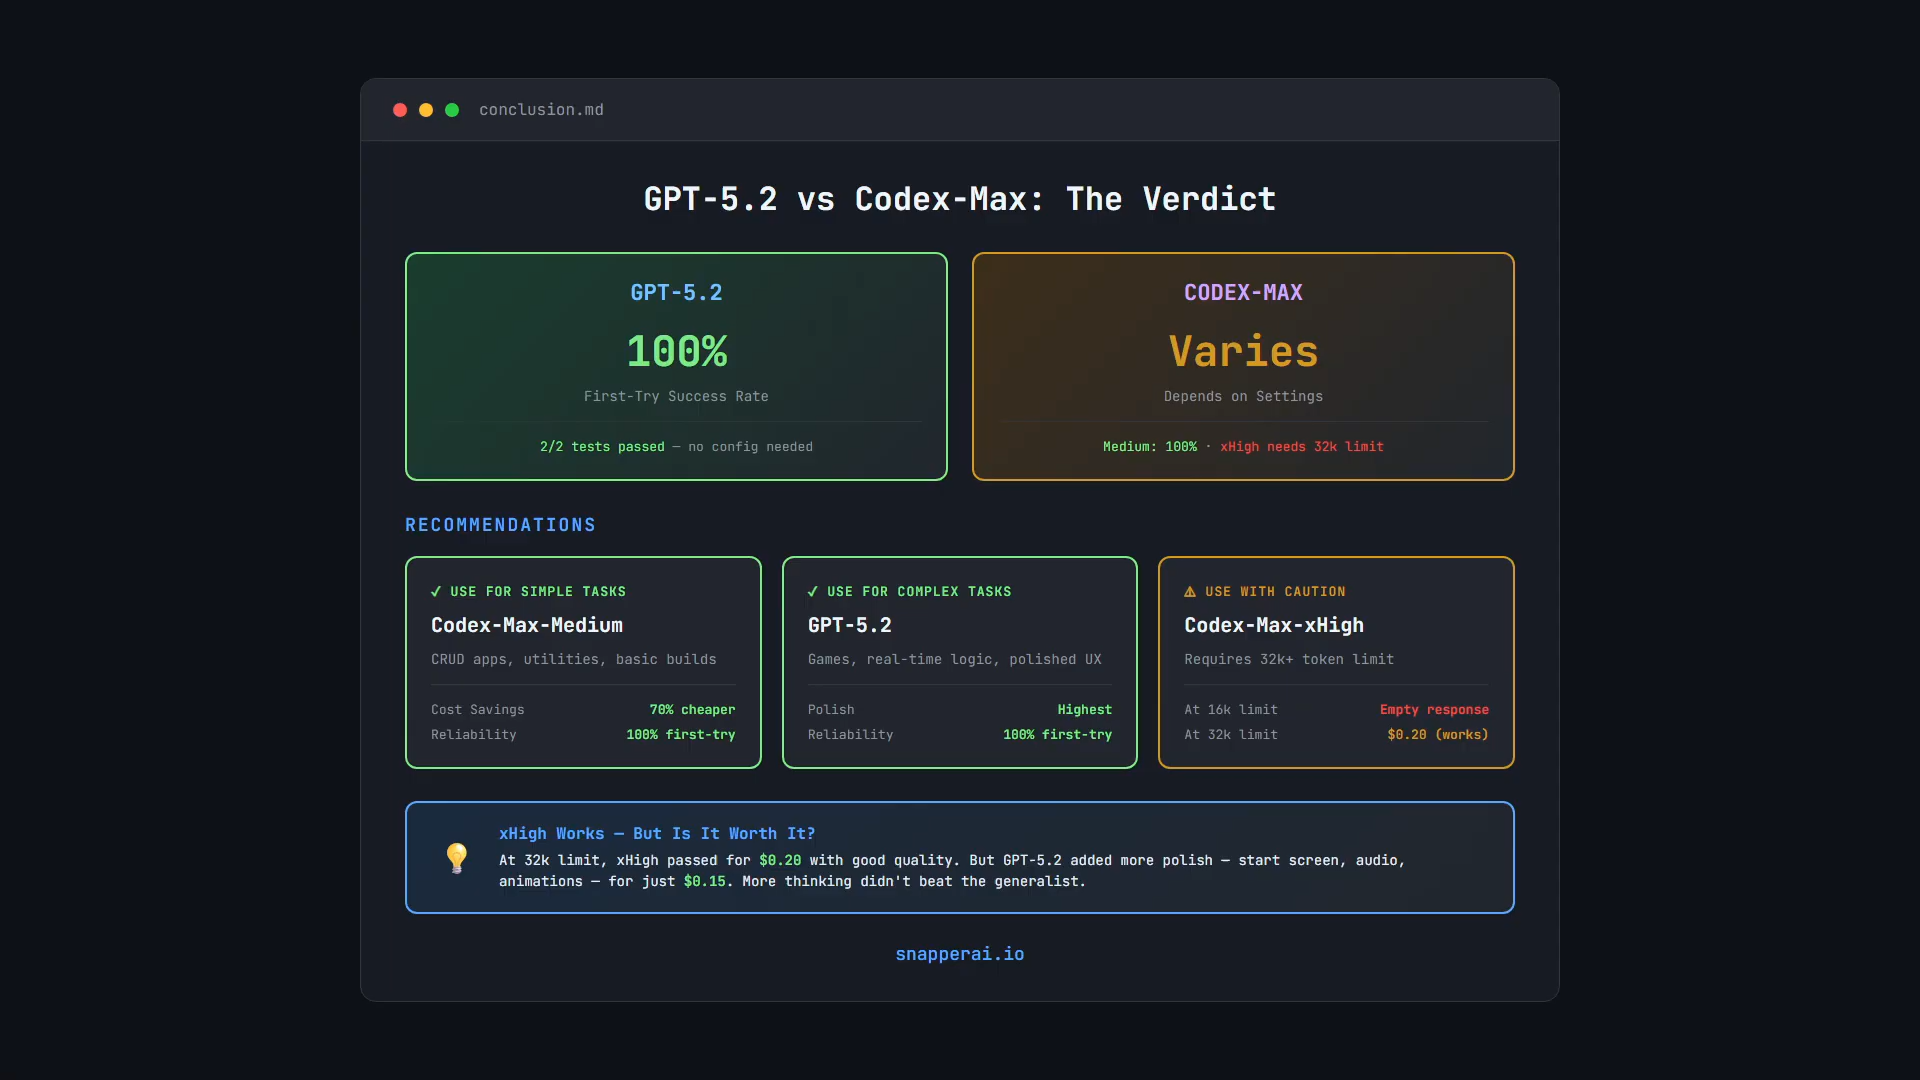 conclusion.md
GPT-5.2 vs Codex-Max: The Verdict
GPT-5.2
100%
First-Try Success Rate
2/2 tests passed — no config needed
CODEX-MAX
Varies
Depends on Settings
Medium: 100% · xHigh needs 32k limit
RECOMMENDATIONS
✓ USE FOR SIMPLE TASKS
Codex-Max-Medium
CRUD apps, utilities, basic builds
Cost Savings 70% cheaper
Reliability 100% first-try
✓ USE FOR COMPLEX TASKS
GPT-5.2
Games, real-time logic, polished UX
Polish Highest
Reliability 100% first-try
⚠ USE WITH CAUTION
Codex-Max-xHigh
Requires 32k+ token limit
At 16k limit Empty response
At 32k limit $0.20 (works)
xHigh Works — But Is It Worth It?
At 32k limit, xHigh passed for $0.20 with good quality. But GPT-5.2 added more polish — start screen, audio,
animations — for just $0.15. More thinking didn't beat the generalist.
snapperai.io